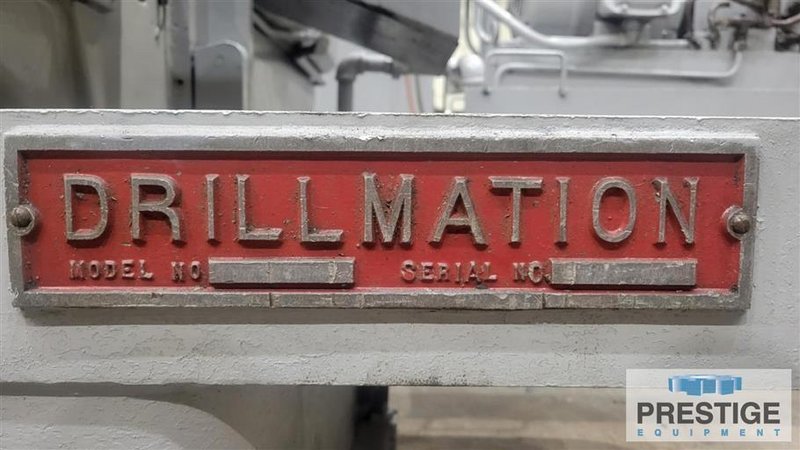 DRILLMATION
MODEL NO. SERIAL NO.
PRESTIGE
EQUIPMENT